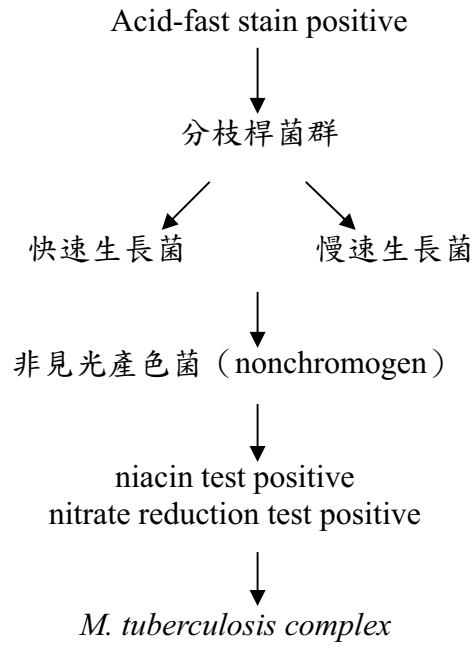 Acid-fast stain positive
分枝桿菌群
快速生長菌
慢速生長菌
非見光產色菌（nonchromogen）
niacin test positive
nitrate reduction test positive
M. tuberculosis complex